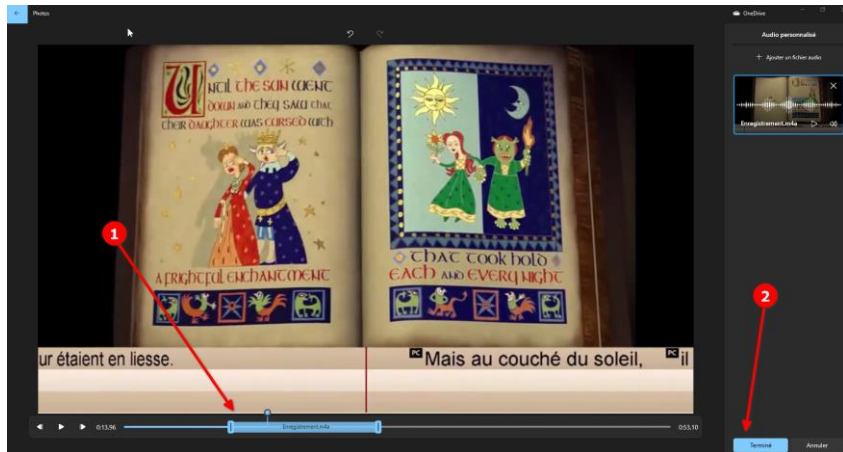 Photos
OneDrive
Audio personnalisé
+ Ajouter un fichier audio
Enregistrement.m4a
UNTIL THE SUN WENT
DOWN AND THEY SAW THAT
THEIR DAUGHTER WAS CURSED WITH
A FRIGHTFUL ENCHANTMENT
THAT TOOK HOLD
EACH AND EVERY NIGHT
1
2
ur étaient en liesse.
PC Mais au couché du soleil, PC il
0:13,96
Enregistrement.m4a
0:53,10
Terminé
Annuler